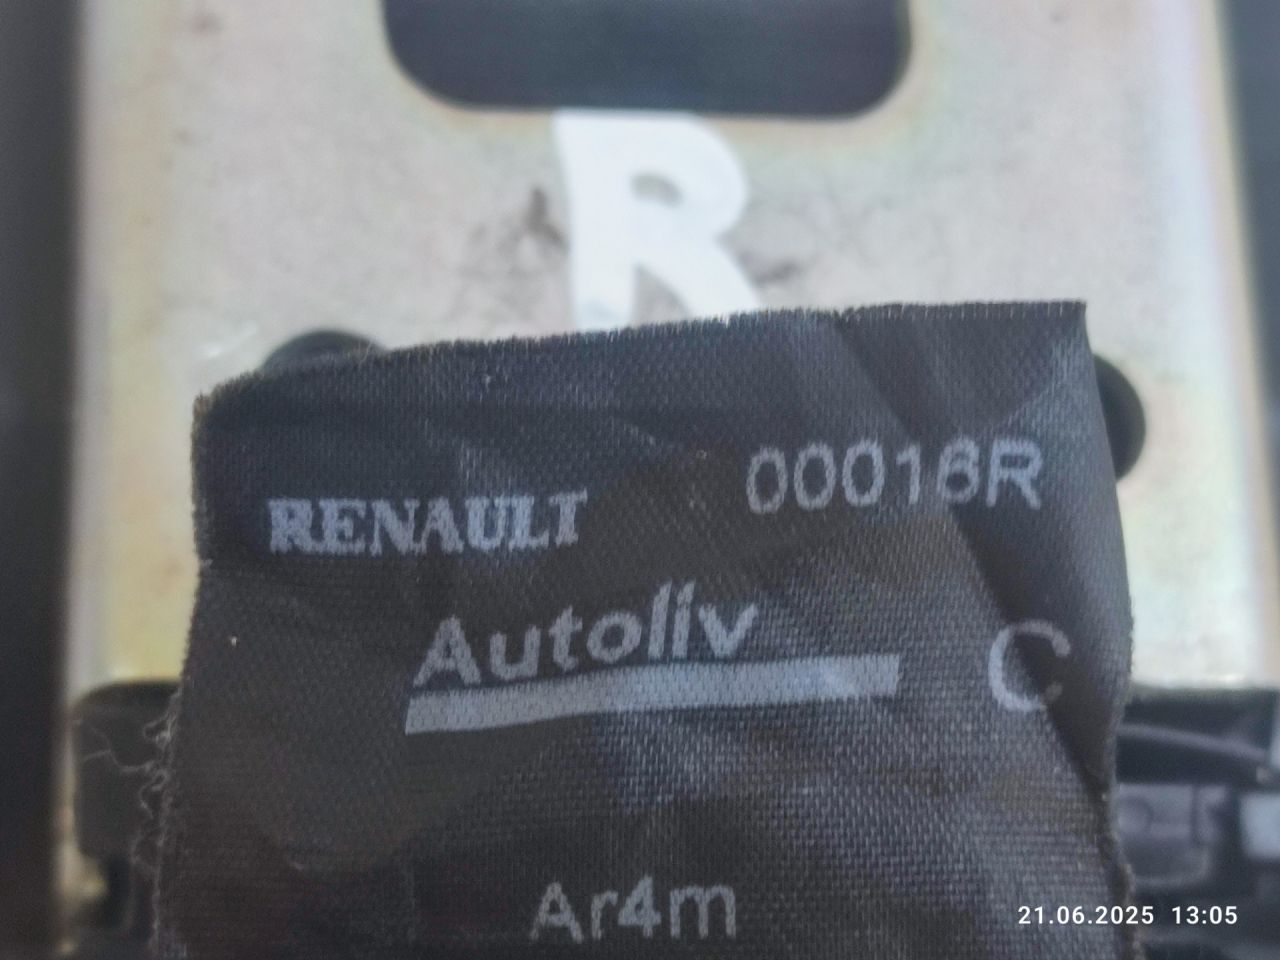 R
RENAULT 00016R
Autoliv
C
Ar4m
21.06.2025 13:05